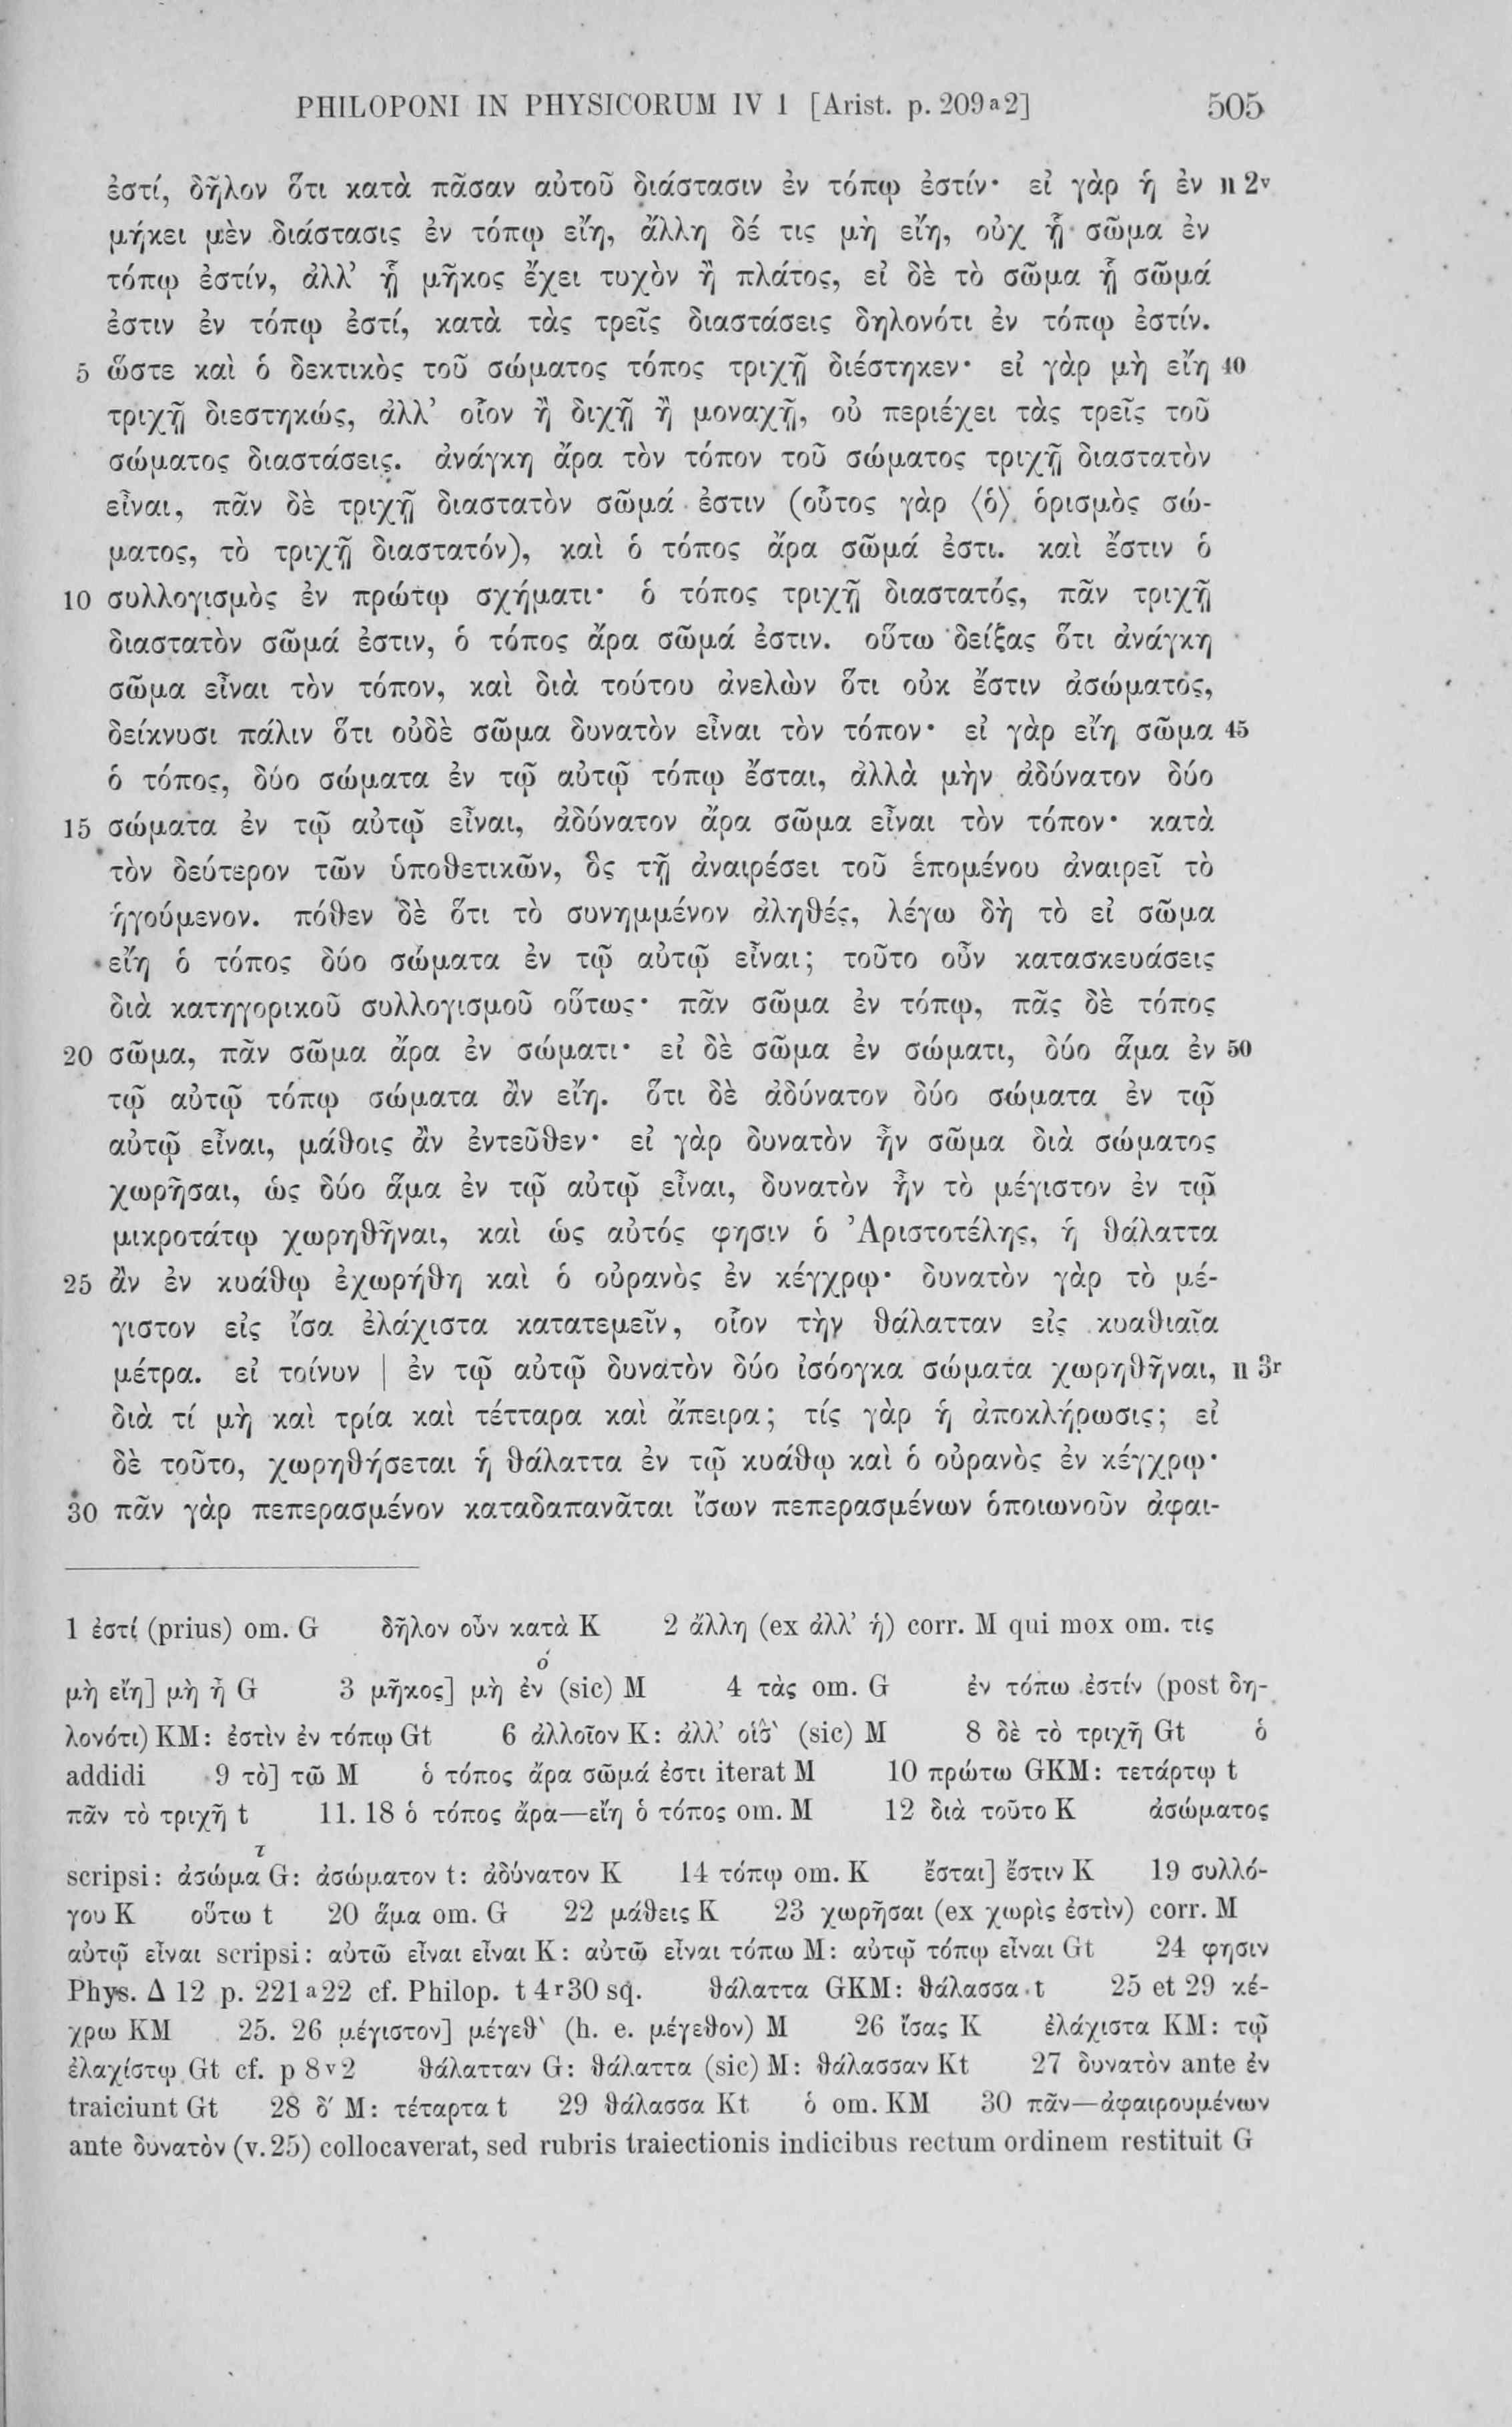 PHILOPONI IN PHYSICORUM IV 1 [Arist. p. 209a2] 505
ἐστί, δῆλον ὅτι κατὰ πᾶσαν αὐτοῦ διάστασιν ἐν τόπῳ ἐστίν· εἰ γὰρ ἡ ἐν n 2v
μήκει μὲν διάστασις ἐν τόπῳ εἴη, ἄλλη δέ τις μὴ εἴη, οὐχ ᾗ σῶμα ἐν
τόπῳ ἐστίν, ἀλλ’ ᾗ μῆκος ἔχει τυχὸν ἢ πλάτος, εἰ δὲ τὸ σῶμα ᾗ σῶμά
ἐστιν ἐν τόπῳ ἐστί, κατὰ τὰς τρεῖς διαστάσεις δηλονότι ἐν τόπῳ ἐστίν.
5 ὥστε καὶ ὁ δεκτικὸς τοῦ σώματος τόπος τριχῇ διέστηκεν· εἰ γὰρ μὴ εἴη 40
τριχῇ διεστηκώς, ἀλλ’ οἷον ἢ διχῇ ἢ μοναχῇ, οὐ περιέχει τὰς τρεῖς τοῦ
σώματος διαστάσεις. ἀνάγκη ἄρα τὸν τόπον τοῦ σώματος τριχῇ διαστατὸν
εἶναι, πᾶν δὲ τριχῇ διαστατὸν σῶμά ἐστιν (οὗτος γὰρ ⟨ὁ⟩ ὁρισμὸς σώ-
ματος, τὸ τριχῇ διαστατόν), καὶ ὁ τόπος ἄρα σῶμά ἐστι. καὶ ἔστιν ὁ
10 συλλογισμὸς ἐν πρώτῳ σχήματι· ὁ τόπος τριχῇ διαστατός, πᾶν τριχῇ
διαστατὸν σῶμά ἐστιν, ὁ τόπος ἄρα σῶμά ἐστιν. οὕτω δείξας ὅτι ἀνάγκη
σῶμα εἶναι τὸν τόπον, καὶ διὰ τούτου ἀνελὼν ὅτι οὐκ ἔστιν ἀσώματος,
δείκνυσι πάλιν ὅτι οὐδὲ σῶμα δυνατὸν εἶναι τὸν τόπον· εἰ γὰρ εἴη σῶμα 45
ὁ τόπος, δύο σώματα ἐν τῷ αὐτῷ τόπῳ ἔσται, ἀλλὰ μὴν ἀδύνατον δύο
15 σώματα ἐν τῷ αὐτῷ εἶναι, ἀδύνατον ἄρα σῶμα εἶναι τὸν τόπον· κατὰ
τὸν δεύτερον τῶν ὑποθετικῶν, ὃς τῇ ἀναιρέσει τοῦ ἑπομένου ἀναιρεῖ τὸ
ἡγούμενον. πόθεν δὲ ὅτι τὸ συνημμένον ἀληθές, λέγω δὴ τὸ εἰ σῶμα
εἴη ὁ τόπος δύο σώματα ἐν τῷ αὐτῷ εἶναι; τοῦτο οὖν κατασκευάσεις
διὰ κατηγορικοῦ συλλογισμοῦ οὕτως· πᾶν σῶμα ἐν τόπῳ, πᾶς δὲ τόπος
20 σῶμα, πᾶν σῶμα ἄρα ἐν σώματι· εἰ δὲ σῶμα ἐν σώματι, δύο ἅμα ἐν 50
τῷ αὐτῷ τόπῳ σώματα ἂν εἴη. ὅτι δὲ ἀδύνατον δύο σώματα ἐν τῷ
αὐτῷ εἶναι, μάθοις ἂν ἐντεῦθεν· εἰ γὰρ δυνατὸν ἦν σῶμα διὰ σώματος
χωρῆσαι, ὡς δύο ἅμα ἐν τῷ αὐτῷ εἶναι, δυνατὸν ἦν τὸ μέγιστον ἐν τῷ
μικροτάτῳ χωρηθῆναι, καὶ ὡς αὐτός φησιν ὁ Ἀριστοτέλης, ἡ θάλαττα
25 ἂν ἐν κυάθῳ ἐχωρήθη καὶ ὁ οὐρανὸς ἐν κέγχρῳ· δυνατὸν γὰρ τὸ μέ-
γιστον εἰς ἴσα ἐλάχιστα κατατεμεῖν, οἷον τὴν θάλατταν εἰς κυαθιαῖα
μέτρα. εἰ τοίνυν | ἐν τῷ αὐτῷ δυνατὸν δύο ἰσόογκα σώματα χωρηθῆναι, n 3r
διὰ τί μὴ καὶ τρία καὶ τέτταρα καὶ ἄπειρα; τίς γὰρ ἡ ἀποκλήρωσις; εἰ
δὲ τοῦτο, χωρηθήσεται ἡ θάλαττα ἐν τῷ κυάθῳ καὶ ὁ οὐρανὸς ἐν κέγχρῳ·
30 πᾶν γὰρ πεπερασμένον καταδαπανᾶται ἴσων πεπερασμένων ὁποιωνοῦν ἀφαι-
1 ἐστί (prius) om. G δῆλον οὖν κατὰ K 2 ἄλλη (ex ἀλλ’ ἡ) corr. M qui mox om. τις
μὴ εἴη] μὴ ᾖ G 3 μῆκος] μὴ ἐν̓ (sic) M 4 τὰς om. G ἐν τόπω ἐστίν (post δη-
λονότι) KM: ἐστὶν ἐν τόπῳ Gt 6 ἀλλοῖον K: ἀλλ’ (sic) M 8 δὲ τὸ τριχῆ Gt ὁ
addidi 9 τὸ] τῶ M ὁ τόπος ἄρα σῶμά ἐστι iterat M 10 πρώτω GKM: τετάρτῳ t
πᾶν τὸ τριχῆ t 11. 18 ὁ τόπος ἄρα—εἴη ὁ τόπος om. M 12 διὰ τοῦτο K ἀσώματος
scripsi: ἀσώμα<sup>τ</sup> G: ἀσώματον t: ἀδύνατον K 14 τόπῳ om. K ἔσται] ἔστιν K 19 συλλό-
γου K οὕτω t 20 ἅμα om. G 22 μάθεις K 23 χωρῆσαι (ex χωρὶς ἐστὶν) corr. M
αὐτῷ εἶναι scripsi: αὐτῶ εἶναι εἶναι K: αὐτῶ εἶναι τόπω M: αὐτῷ τόπῳ εἶναι Gt 24 φησιν
Phys. Δ 12 p. 221a22 cf. Philop. t 4r30 sq. θάλαττα GKM: θάλασσα t 25 et 29 κέ-
χρω KM 25. 26 μέγιστον] μέγεθ‵ (h. e. μέγεθον) M 26 ἴσας K ἐλάχιστα KM: τῷ
ἐλαχίστῳ Gt cf. p 8v2 θάλατταν G: θάλαττα (sic) M: θάλασσαν Kt 27 δυνατὸν ante ἐν
traiciunt Gt 28 δ′ M: τέταρτα t 29 θάλασσα Kt ὁ om. KM 30 πᾶν—ἀφαιρουμένων
ante δυνατὸν (v. 25) collocaverat, sed rubris traiectionis indicibus rectum ordinem restituit G